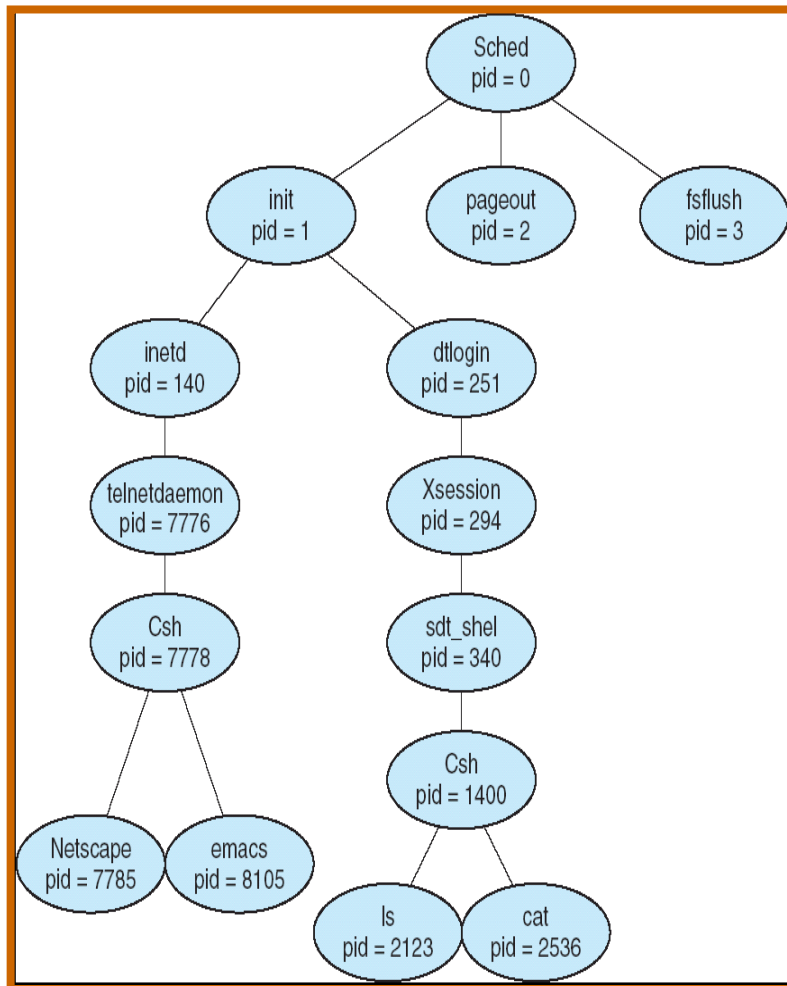 Sched
pid = 0
init
pid = 1
pageout
pid = 2
fsflush
pid = 3
inetd
pid = 140
dtlogin
pid = 251
telnetdaemon
pid = 7776
Xsession
pid = 294
Csh
pid = 7778
sdt_shel
pid = 340
Csh
pid = 1400
Netscape
pid = 7785
emacs
pid = 8105
ls
pid = 2123
cat
pid = 2536